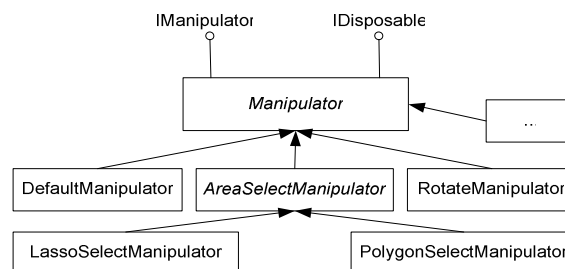 IManipulator IDisposable
Manipulator
...
DefaultManipulator AreaSelectManipulator RotateManipulator
LassoSelectManipulator PolygonSelectManipulator